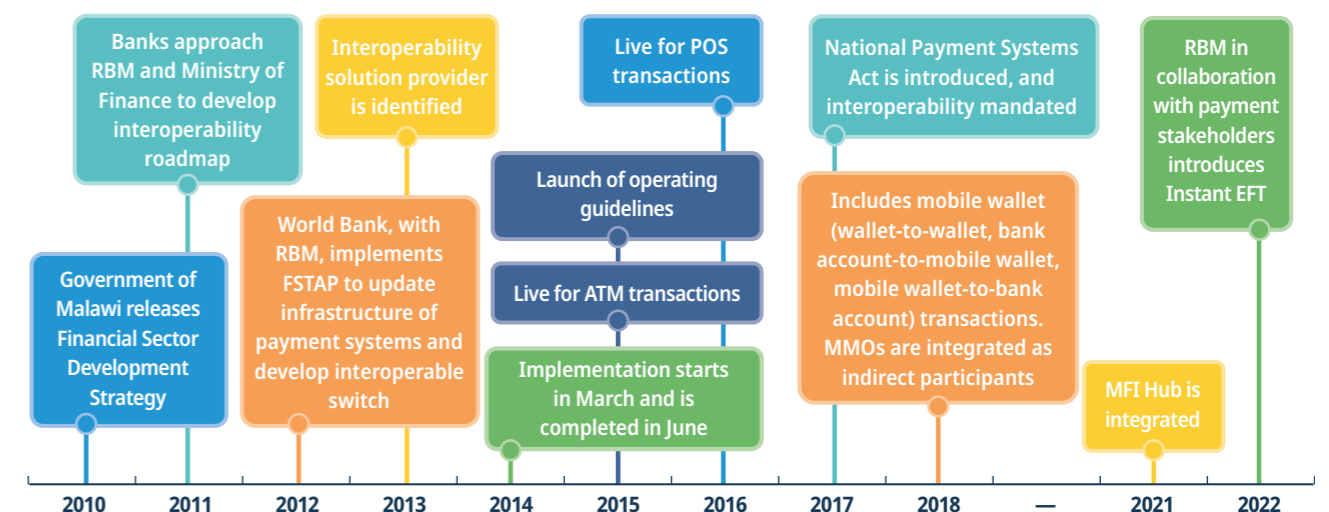 Banks approach
RBM and Ministry of
Finance to develop
interoperability
roadmap
Interoperability
solution provider
is identified
Live for POS
transactions
National Payment Systems
Act is introduced, and
interoperability mandated
RBM in
collaboration
with payment
stakeholders
introduces
Instant EFT
Government of
Malawi releases
Financial Sector
Development
Strategy
World Bank, with
RBM, implements
FSTAP to update
infrastructure of
payment systems and
develop interoperable
switch
Launch of operating
guidelines
Live for ATM transactions
Implementation starts
in March and is
completed in June
Includes mobile wallet
(wallet-to-wallet, bank
account-to-mobile wallet,
mobile wallet-to-bank
account) transactions.
MMOs are integrated as
indirect participants
MFI Hub is
integrated
2010 2011 2012 2013 2014 2015 2016 2017 2018 — 2021 2022